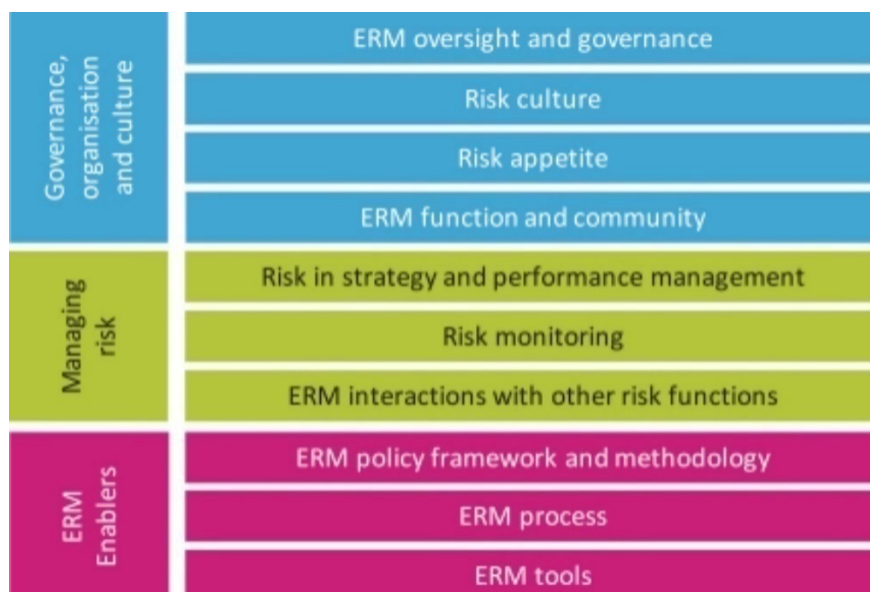 Governance,
organisation
and culture
ERM oversight and governance
Risk culture
Risk appetite
ERM function and community
Managing
risk
Risk in strategy and performance management
Risk monitoring
ERM interactions with other risk functions
ERM
Enablers
ERM policy framework and methodology
ERM process
ERM tools